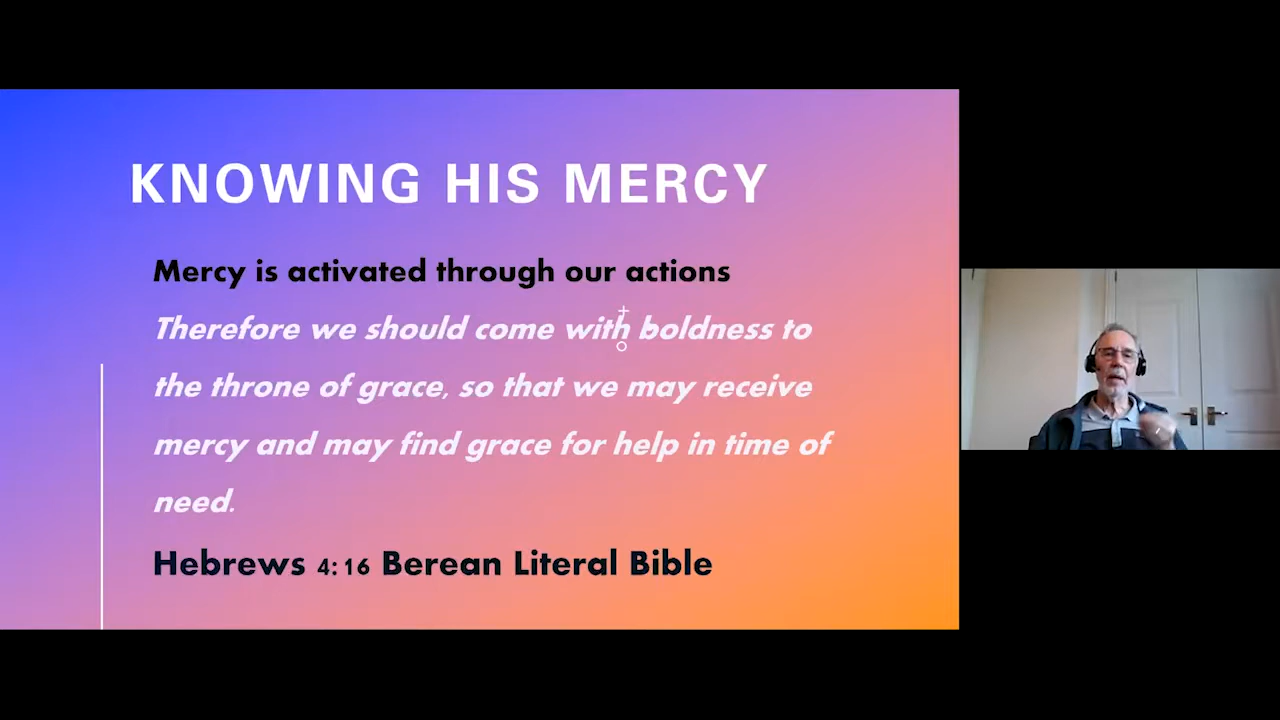 KNOWING HIS MERCY
Mercy is activated through our actions
Therefore we should come with boldness to
the throne of grace, so that we may receive
mercy and may find grace for help in time of
need.
Hebrews 4:16 Berean Literal Bible